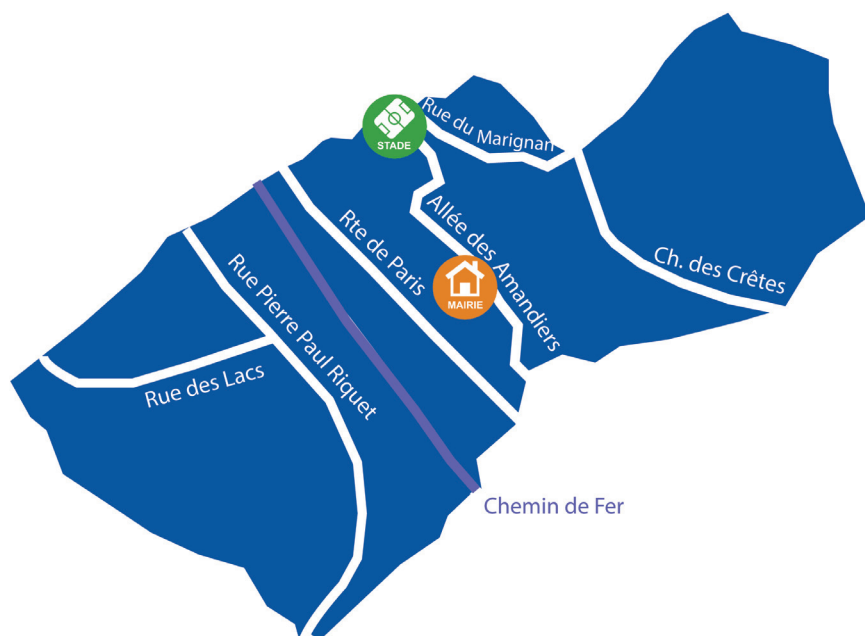 STADE
Rue du Marignan
Allée des Amandiers
Ch. des Crêtes
Rte de Paris
MAIRIE
Rue Pierre Paul Riquet
Rue des Lacs
Chemin de Fer